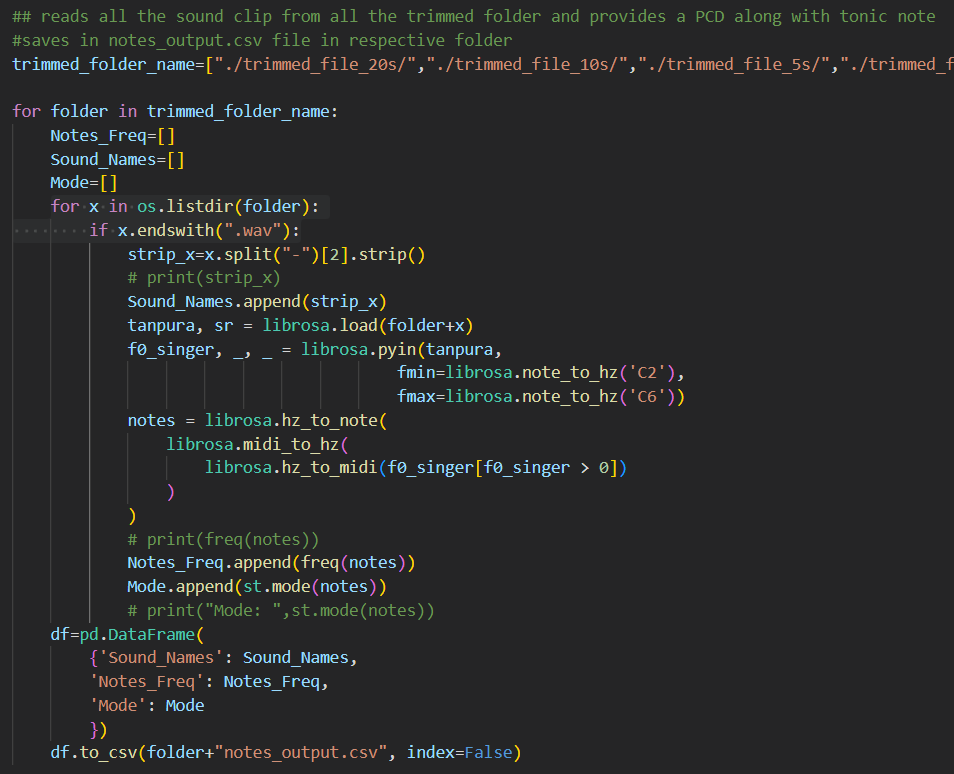 ## reads all the sound clip from all the trimmed folder and provides a PCD along with tonic note
#saves in notes_output.csv file in respective folder
trimmed_folder_name=["./trimmed_file_20s/","./trimmed_file_10s/","./trimmed_file_5s/","./trimmed_f
for folder in trimmed_folder_name:
    Notes_Freq=[]
    Sound_Names=[]
    Mode=[]
    for x in os.listdir(folder):
        if x.endswith(".wav"):
            strip_x=x.split("-")[2].strip()
            # print(strip_x)
            Sound_Names.append(strip_x)
            tanpura, sr = librosa.load(folder+x)
            f0_singer, _, _ = librosa.pyin(tanpura,
                                        fmin=librosa.note_to_hz('C2'),
                                        fmax=librosa.note_to_hz('C6'))
            notes = librosa.hz_to_note(
                librosa.midi_to_hz(
                    librosa.hz_to_midi(f0_singer[f0_singer > 0])
                )
            )
            # print(freq(notes))
            Notes_Freq.append(freq(notes))
            Mode.append(st.mode(notes))
            # print("Mode: ",st.mode(notes))
    df=pd.DataFrame(
        {'Sound_Names': Sound_Names,
        'Notes_Freq': Notes_Freq,
        'Mode': Mode
        })
    df.to_csv(folder+"notes_output.csv", index=False)